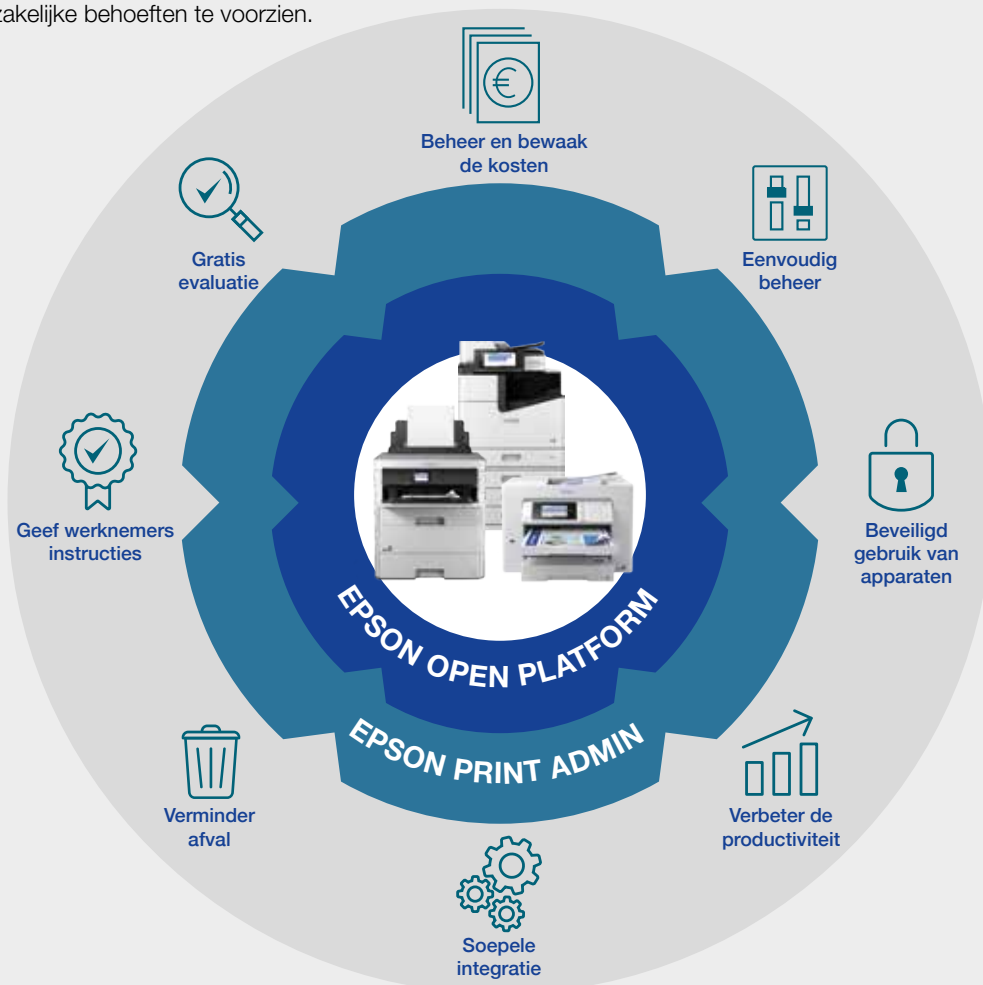 zakelijke behoeften te voorzien.
Beheer en bewaak
de kosten
Gratis
evaluatie
Eenvoudig
beheer
Geef werknemers
instructies
Beveiligd
gebruik van
apparaten
EPSON OPEN PLATFORM
EPSON PRINT ADMIN
Verminder
afval
Verbeter de
productiviteit
Soepele
integratie